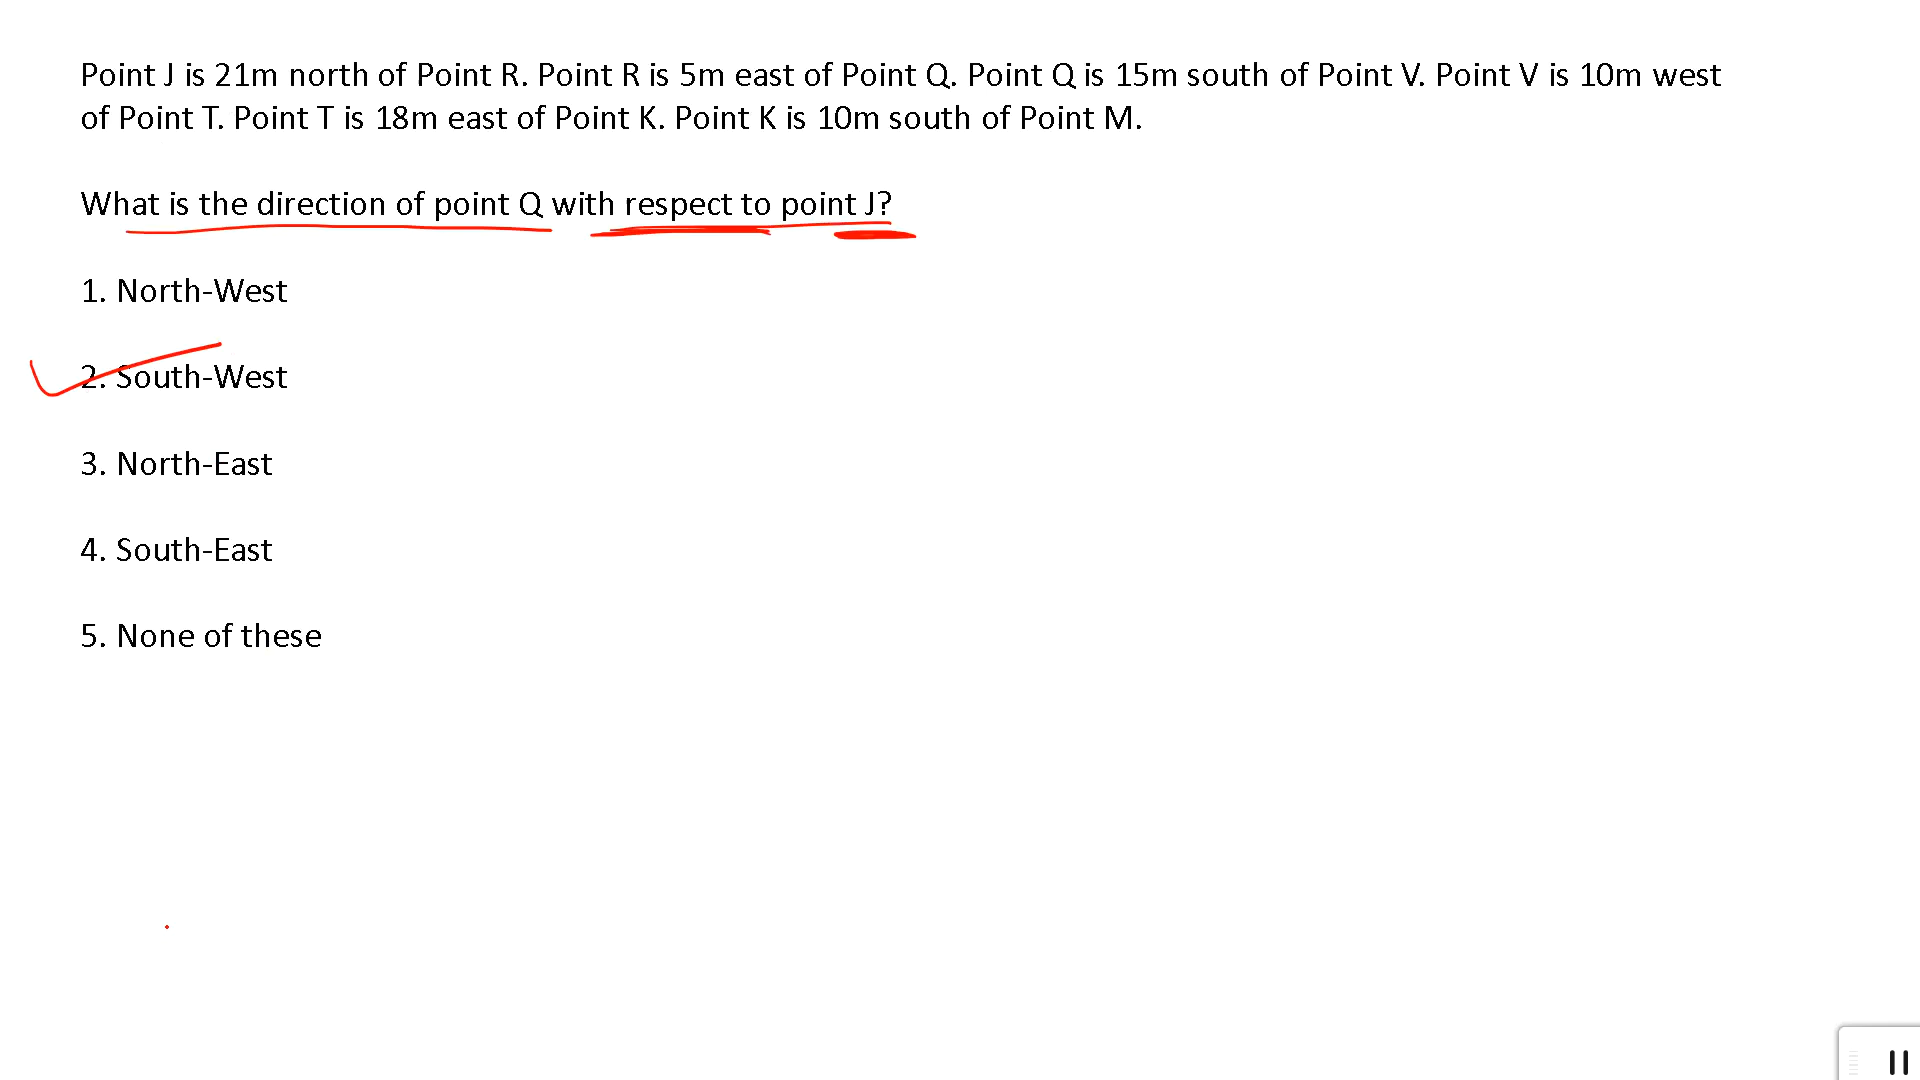 Point J is 21m north of Point R. Point R is 5m east of Point Q. Point Q is 15m south of Point V. Point V is 10m west
of Point T. Point T is 18m east of Point K. Point K is 10m south of Point M.
What is the direction of point Q with respect to point J?
1. North-West
2. South-West
3. North-East
4. South-East
5. None of these